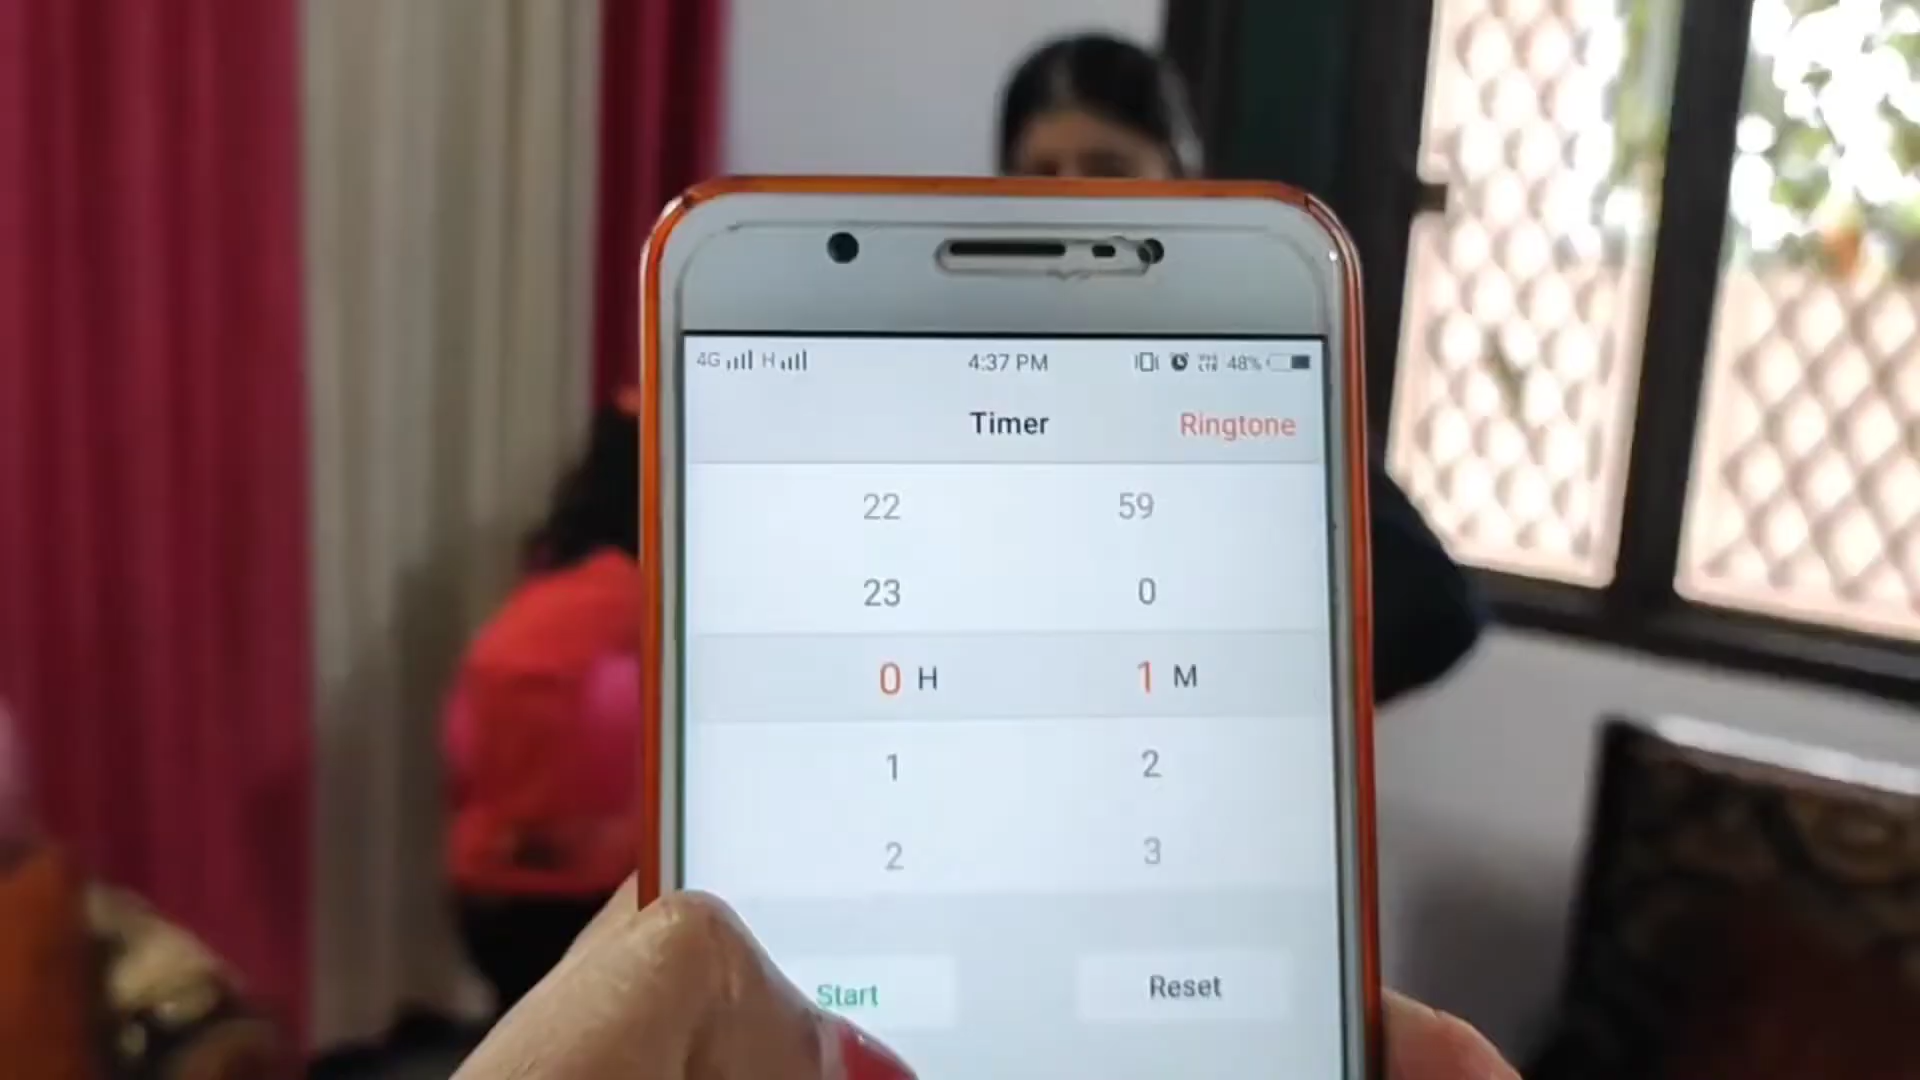 4G H 4:37 PM 48%
Timer Ringtone
22 59
23 0
0 H 1 M
1 2
2 3
Start Reset